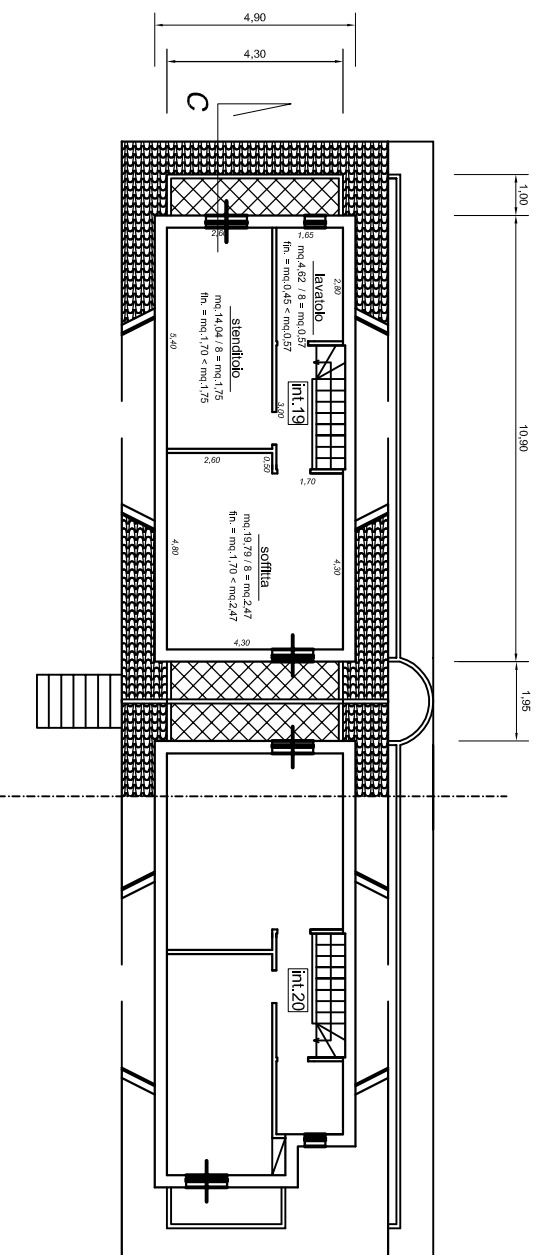 4,90
4,30
C
1,00
10,90
1,95
2,60
1,65
2,80
lavatoio
mq.4,62 / 8 = mq.0,57
fin. = mq.0,45 < mq.0,57
stenditoio
mq.14,04 / 8 = mq.1,75
fin. = mq.1,70 < mq.1,75
5,40
3,00
int.19
2,60
0,50
1,70
4,80
soffitta
mq.19,79 / 8 = mq.2,47
fin. = mq.1,70 < mq.2,47
4,30
4,30
int.20